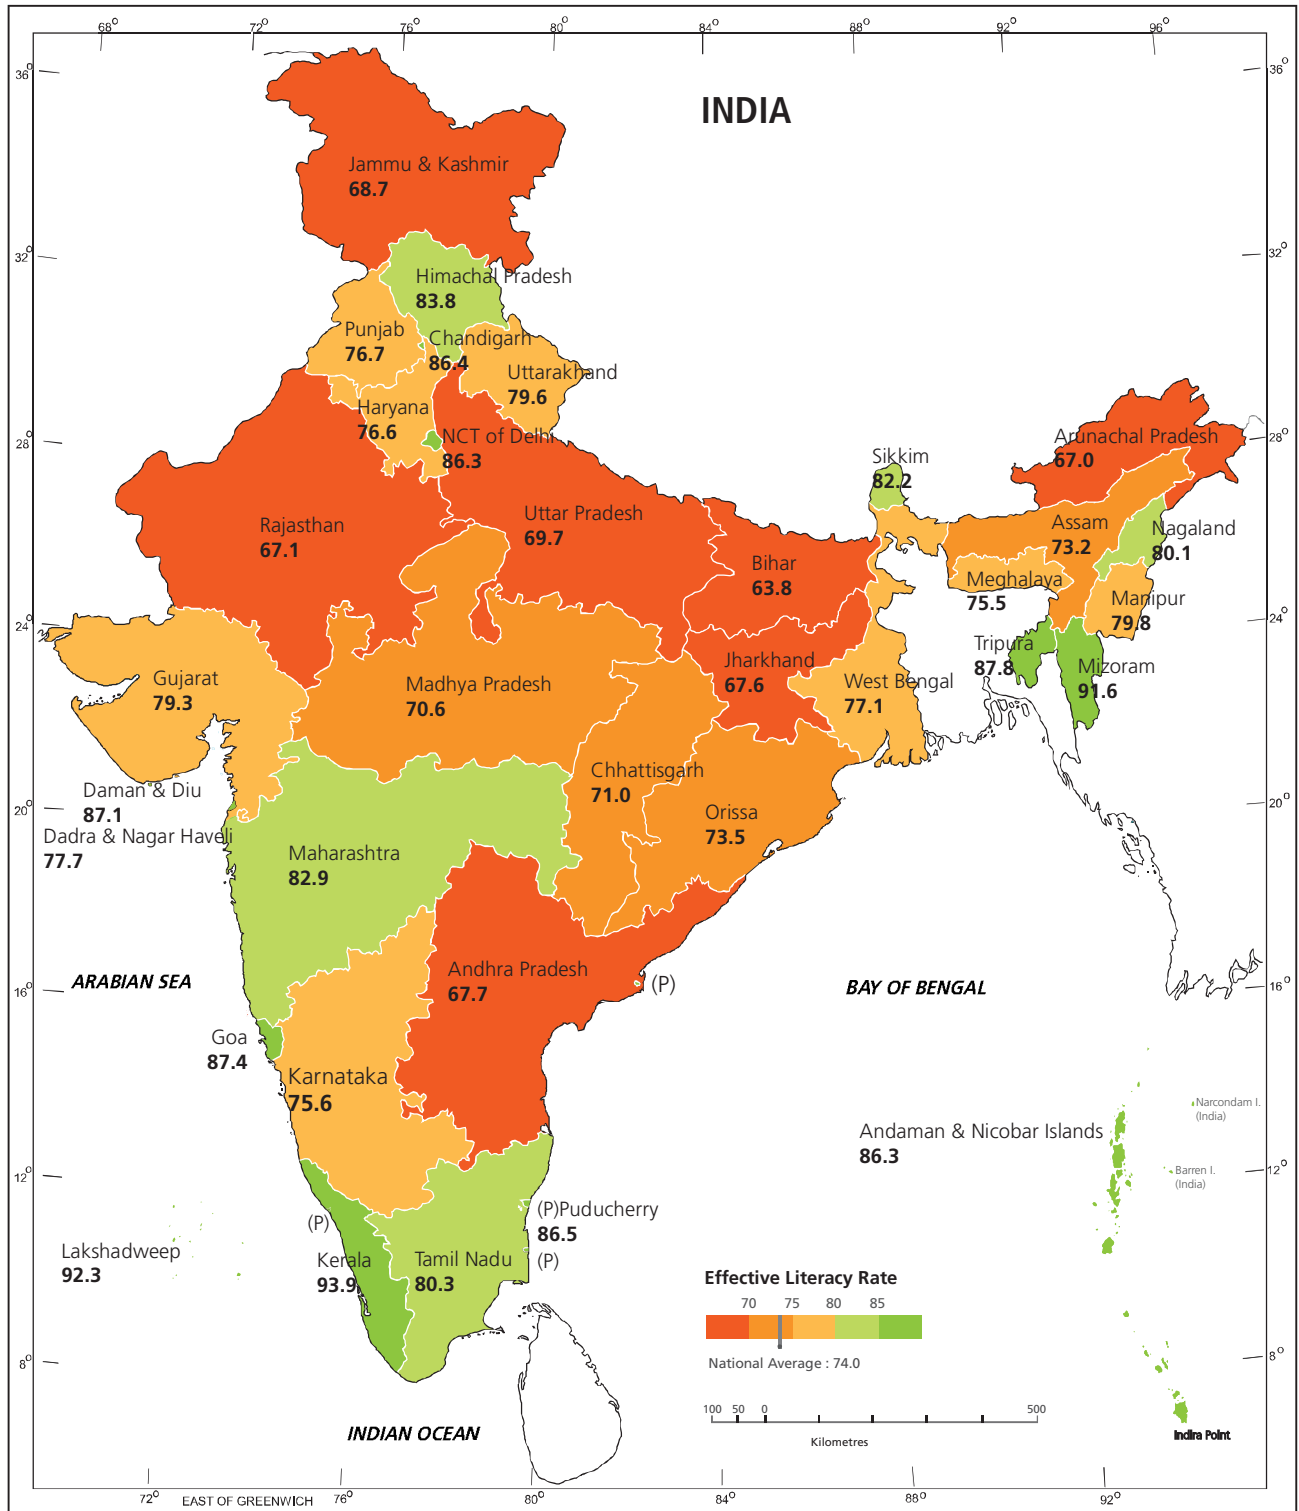 68° 72° 76° 80° 84° 88° 92° 96°
36° 36°
INDIA
Jammu & Kashmir
68.7
32° 32°
Himachal Pradesh
83.8
Punjab
76.7
Chandigarh
86.4
Uttarakhand
79.6
Haryana
76.6
NCT of Delhi
86.3
28° 28°
Arunachal Pradesh
67.0
Sikkim
82.2
Rajasthan
67.1
Uttar Pradesh
69.7
Assam
73.2
Nagaland
80.1
Bihar
63.8
Meghalaya
75.5
Manipur
79.8
24° 24°
Tripura
87.8
Mizoram
91.6
Gujarat
79.3
Madhya Pradesh
70.6
Jharkhand
67.6
West Bengal
77.1
Chhattisgarh
71.0
Daman & Diu
87.1
20° 20°
Orissa
73.5
Dadra & Nagar Haveli
77.7
Maharashtra
82.9
ARABIAN SEA
Andhra Pradesh
67.7
(P)
BAY OF BENGAL
16° 16°
Goa
87.4
Karnataka
75.6
Narcondam I.
(India)
Andaman & Nicobar Islands
86.3
12° 12°
Barren I.
(India)
(P)
(P)Puducherry
86.5
Lakshadweep
92.3
Kerala
93.9
Tamil Nadu
80.3
(P)
Effective Literacy Rate
70 75 80 85
National Average : 74.0
8° 8°
100 50 0 500
Kilometres
INDIAN OCEAN
Indira Point
72° EAST OF GREENWICH 76° 80° 84° 88° 92°